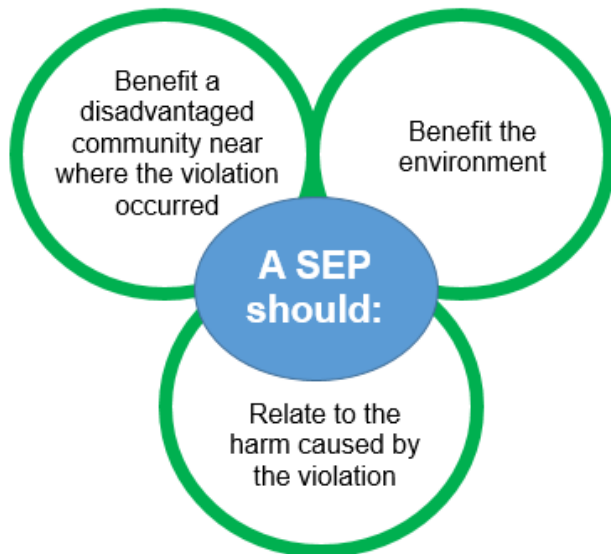 Benefit a
disadvantaged
community near
where the violation
occurred
Benefit the
environment
A SEP
should:
Relate to the
harm caused by
the violation